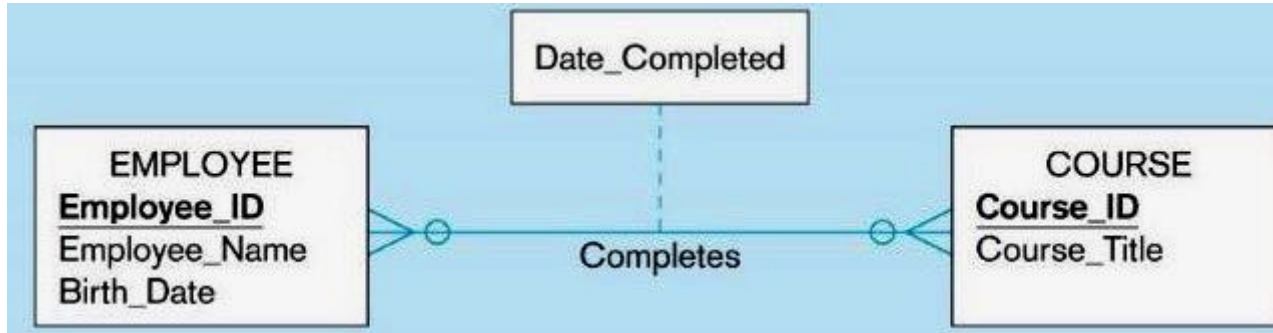 Date_Completed
EMPLOYEE
Employee_ID
Employee_Name
Birth_Date
Completes
COURSE
Course_ID
Course_Title